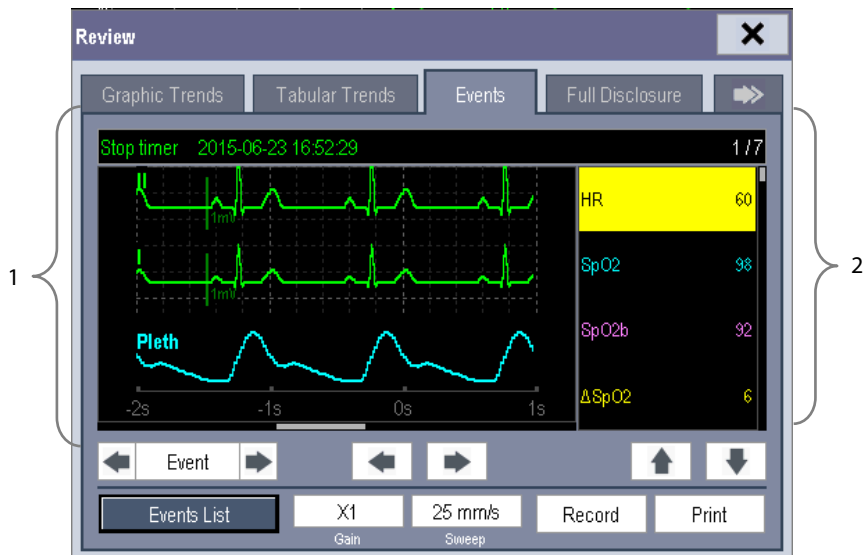 Review
Graphic Trends Tabular Trends Events Full Disclosure
Stop timer 2015-06-23 16:52:29 1/7
II
1mV
HR 60
I
1mV
SpO2 98
Pleth
SpO2b 92
ΔSpO2 6
-2s -1s 0s 1s
1
2
Event
Events List X1 25 mm/s Record Print
Gain Sweep